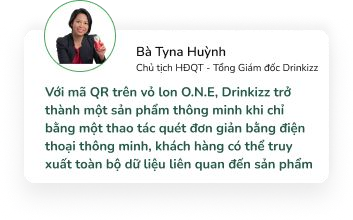 Bà Tyna Huỳnh
Chủ tịch HĐQT - Tổng Giám đốc Drinkizz
Với mã QR trên vỏ lon O.N.E, Drinkizz trở
thành một sản phẩm thông minh khi chỉ
bằng một thao tác quét đơn giản bằng điện
thoại thông minh, khách hàng có thể truy
xuất toàn bộ dữ liệu liên quan đến sản phẩm